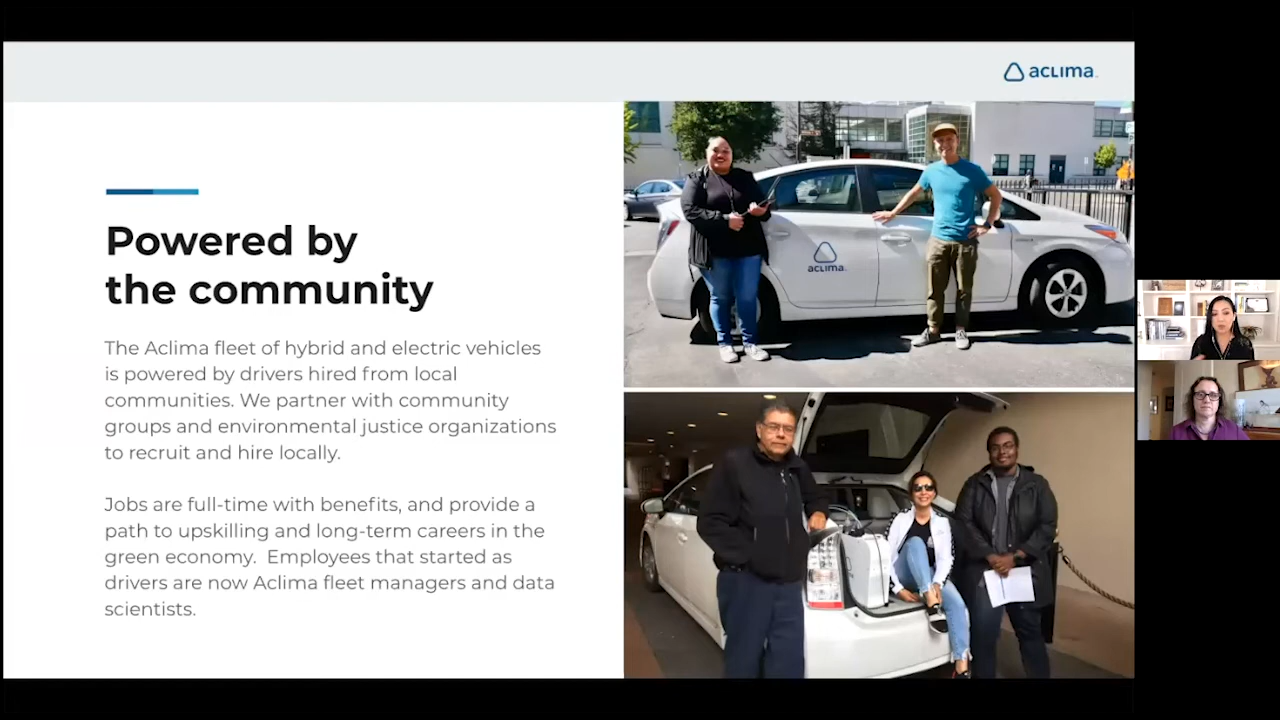 aclima
Powered by
the community
The Aclima fleet of hybrid and electric vehicles
is powered by drivers hired from local
communities. We partner with community
groups and environmental justice organizations
to recruit and hire locally.
Jobs are full-time with benefits, and provide a
path to upskilling and long-term careers in the
green economy.  Employees that started as
drivers are now Aclima fleet managers and data
scientists.
aclima